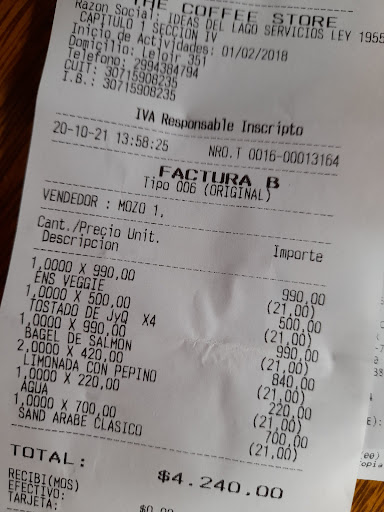 THE COFFEE STORE
Razon Social: IDEAS DEL LAGO SERVICIOS LEY 1955
CAPITULO I SECCION IV
Inicio de Actividades: 01/02/2018
Domicilio: Leloir 351
Telefono: 2994384794
CUIT: 30715908235
I.B.: 30715908235
IVA Responsable Inscripto
20-10-21 13:58:25 NRO.T 0016-00013164
FACTURA B
Tipo 006 (ORIGINAL)
VENDEDOR : MOZO 1.
Cant./Precio Unit.
Descripcion Importe
1,0000 X 990,00 990,00
ENS VEGGIE (21,00)
1,0000 X 500,00 500,00
TOSTADO DE JyQ X4 (21,00)
1,0000 X 990,00 990,00
BAGEL DE SALMON (21,00)
2,0000 X 420,00 840,00
LIMONADA CON PEPINO (21,00)
1,0000 X 220,00 220,00
AGUA (21,00)
1,0000 X 700,00 700,00
SAND ARABE CLASICO (21,00)
TOTAL: $4.240,00
RECIBI(MOS)
EFECTIVO:
TARJETA: